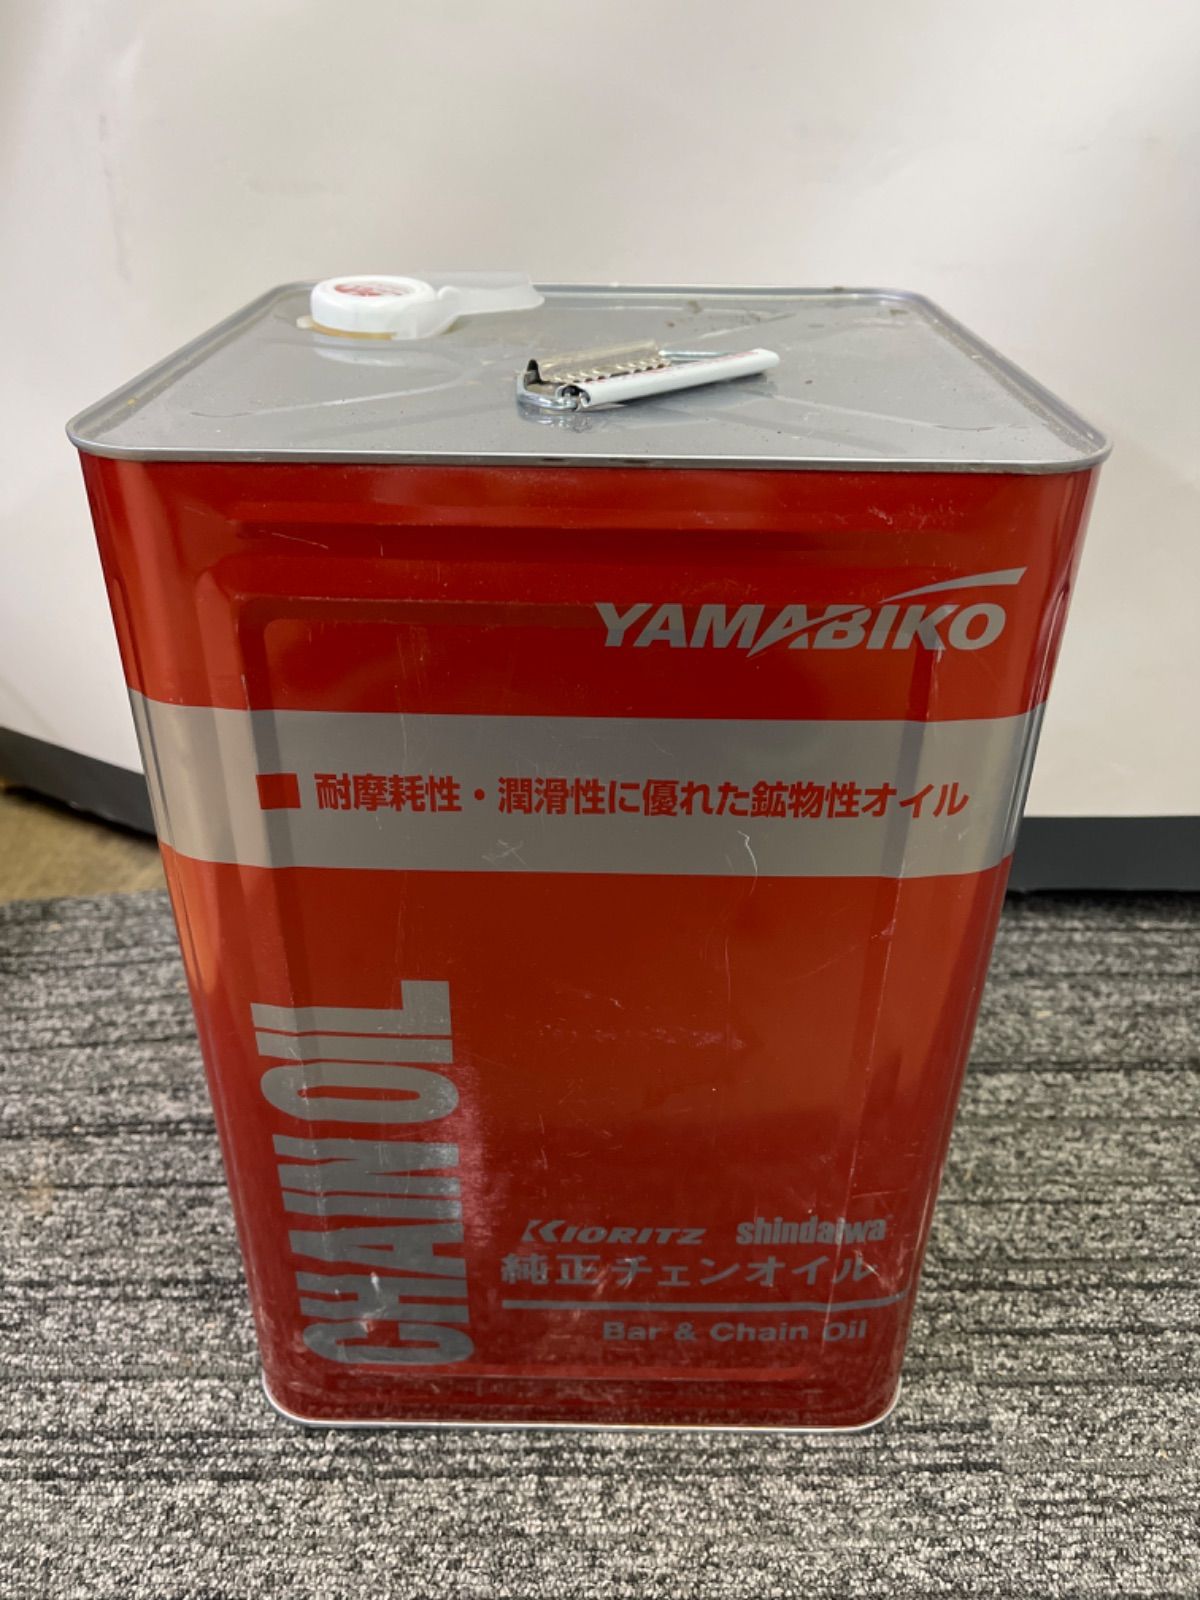 YAMABIKO
耐摩耗性・潤滑性に優れた鉱物性オイル
CHAIN OIL
KIORITZ shindaiwa
純正チェンオイル
Bar & Chain Oil